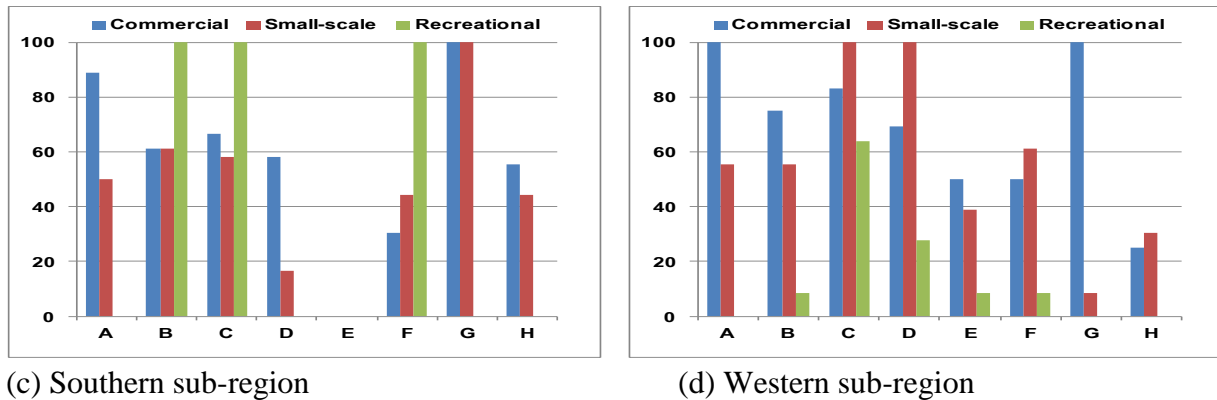 Commercial Small-scale Recreational
100
80
60
40
20
0
A B C D E F G H
(c) Southern sub-region
Commercial Small-scale Recreational
100
80
60
40
20
0
A B C D E F G H
(d) Western sub-region